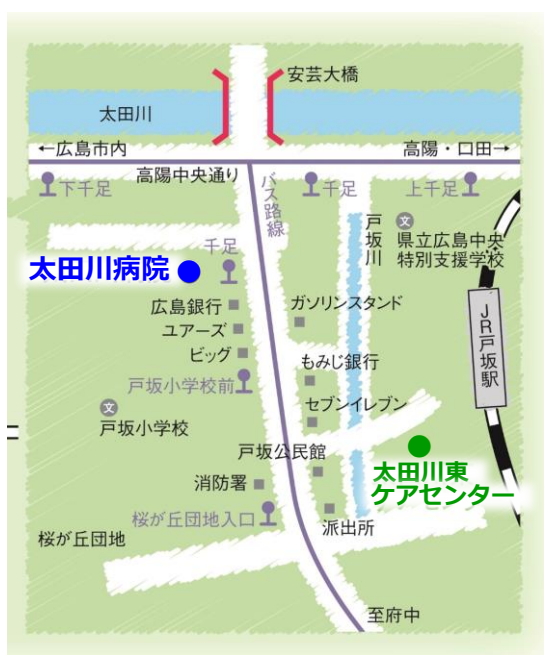 安芸大橋
太田川
←広島市内
高陽・口田→
高陽中央通り
下千足
バス路線
千足
上千足
戸坂川
文
県立広島中央
特別支援学校
千足
太田川病院
広島銀行
ガソリンスタンド
ユアーズ
ビッグ
もみじ銀行
JR戸坂駅
戸坂小学校前
セブンイレブン
文
戸坂小学校
戸坂公民館
太田川東
ケアセンター
消防署
桜が丘団地入口
派出所
桜が丘団地
至府中